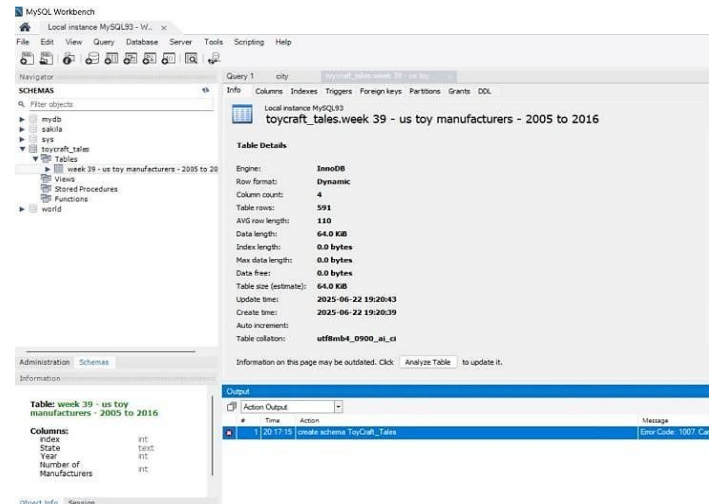 MySQL Workbench
Local instance MySQL93 - W...
File Edit View Query Database Server Tools Scripting Help
Navigator
SCHEMAS
Filter objects
mydb
sakila
sys
toycraft_tales
Tables
week 39 - us toy manufacturers - 2005 to 20
Views
Stored Procedures
Functions
world
Administration Schemas
Information
Table: week 39 - us toy
manufacturers - 2005 to 2016
Columns:
index int
State text
Year int
Number of
Manufacturers int
Object Info Session
Query 1 city
Info Columns Indexes Triggers Foreign keys Partitions Grants DDL
Local instance MySQL93
toycraft_tales.week 39 - us toy manufacturers - 2005 to 2016
Table Details
Engine: InnoDB
Row format: Dynamic
Column count: 4
Table rows: 591
AVG row length: 110
Data length: 64.0 KiB
Index length: 0.0 bytes
Max data length: 0.0 bytes
Data free: 0.0 bytes
Table size (estimate): 64.0 KiB
Update time: 2025-06-22 19:20:43
Create time: 2025-06-22 19:20:39
Auto increment:
Table collation: utf8mb4_0900_ai_ci
Information on this page may be outdated. Click Analyze Table to update it.
Output
Action Output
# Time Action Message
1 20:17:15 create schema ToyCraft_Tales Error Code: 1007. Can